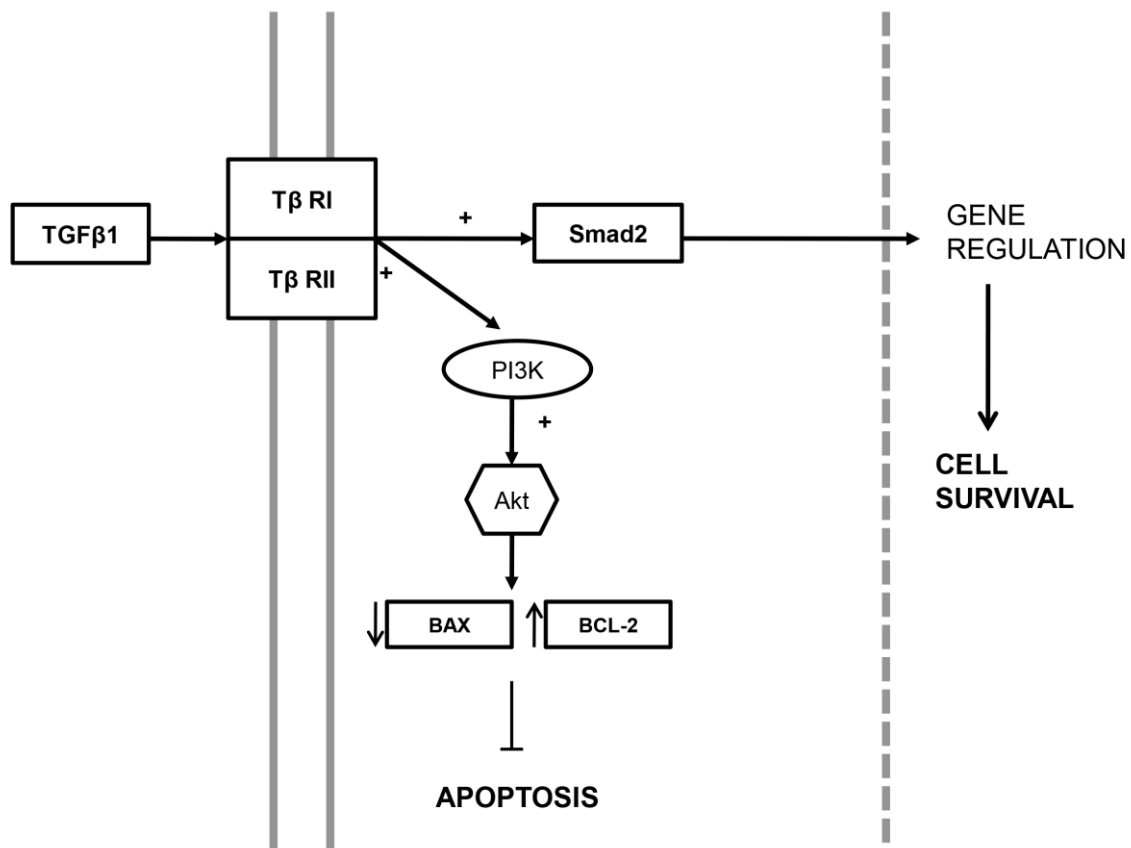 Tβ RI
TGFβ1
Tβ RII
+
+
Smad2
GENE
REGULATION
PI3K
+
Akt
CELL
SURVIVAL
BAX
BCL-2
APOPTOSIS